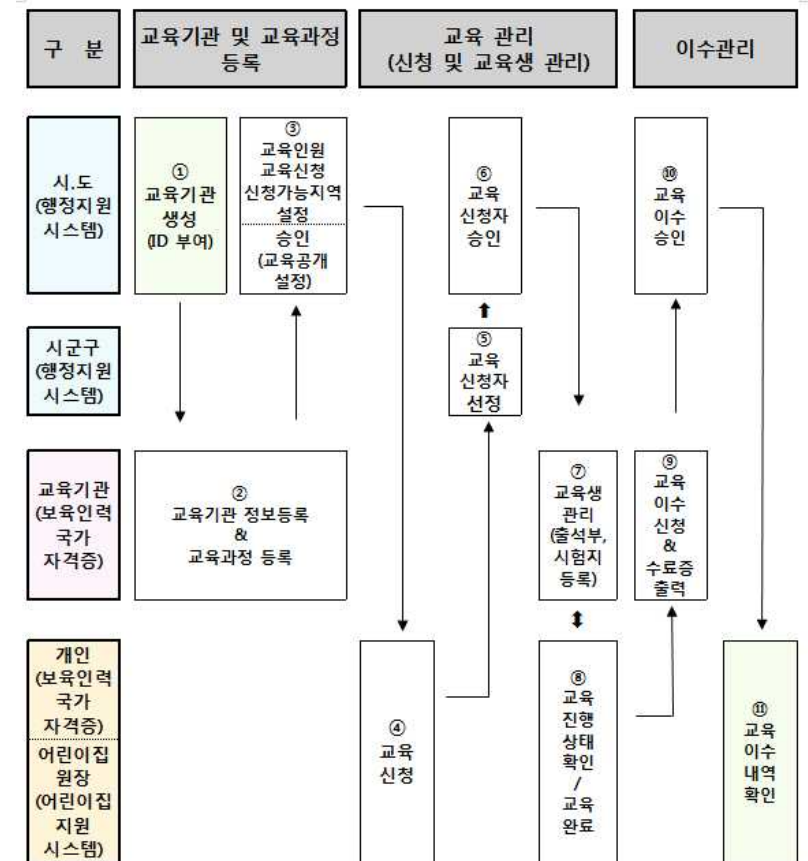 구 분
교육기관 및 교육과정
등록
교육 관리
(신청 및 교육생 관리)
이수관리
시.도
(행정지원
시스템)
①
교육기관
생성
(ID 부여)
③
교육인원
교육신청
신청가능지역
설정
승인
(교육공개
설정)
⑥
교육
신청자
승인
⑩
교육
이수
승인
시군구
(행정지원
시스템)
⑤
교육
신청자
선정
교육기관
(보육인력
국가
자격증)
②
교육기관 정보등록
&
교육과정 등록
⑦
교육생
관리
(출석부,
시험지
등록)
⑨
교육
이수
신청
&
수료증
출력
개인
(보육인력
국가
자격증)
어린이집
원장
(어린이집
지원
시스템)
④
교육
신청
⑧
교육
진행
상태
확인
/
교육
완료
⑪
교육
이수
내역
확인